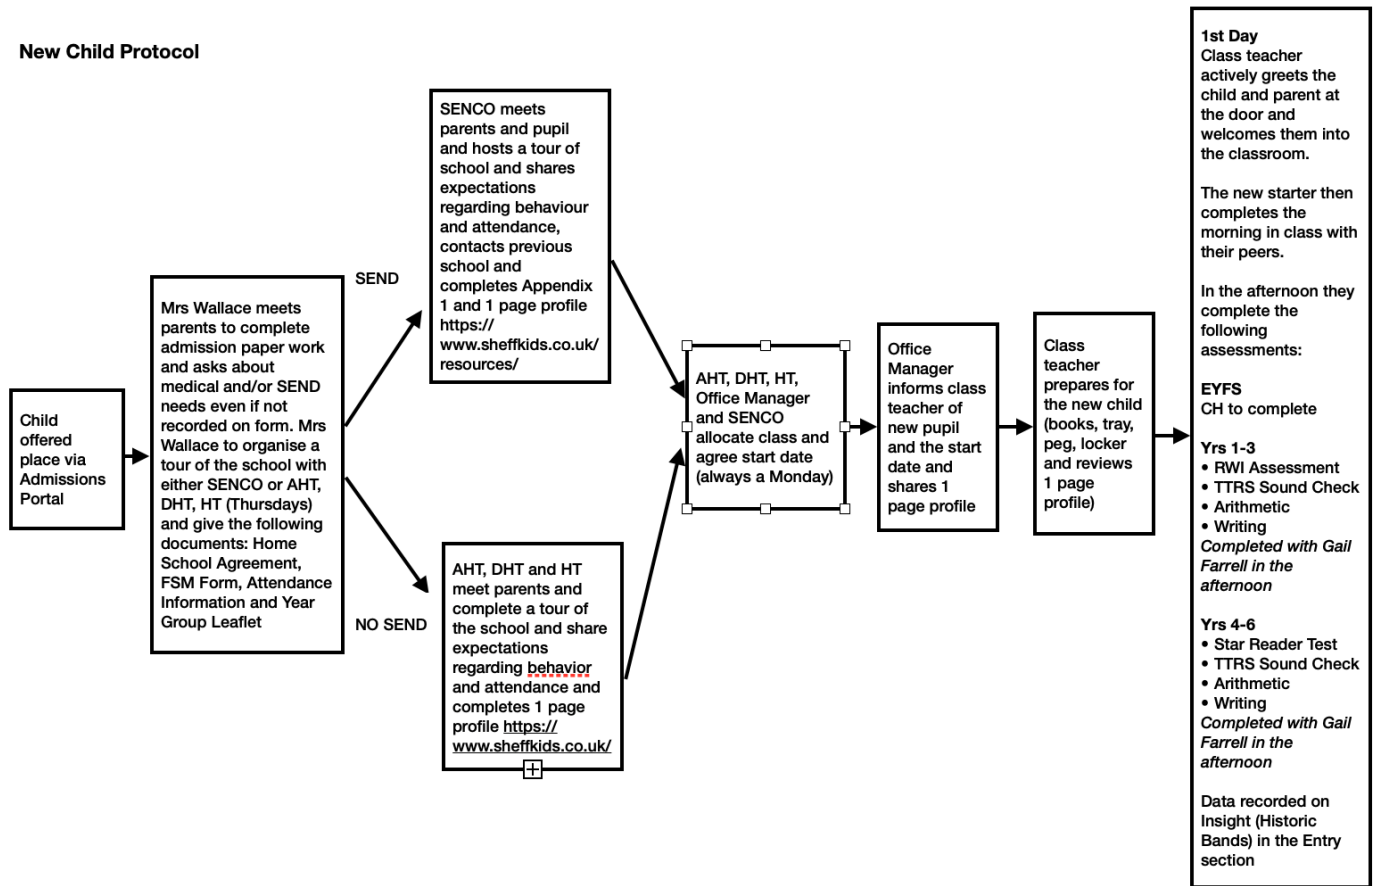 New Child Protocol
Child
offered
place via
Admissions
Portal
Mrs Wallace meets
parents to complete
admission paper work
and asks about
medical and/or SEND
needs even if not
recorded on form. Mrs
Wallace to organise a
tour of the school with
either SENCO or AHT,
DHT, HT (Thursdays)
and give the following
documents: Home
School Agreement,
FSM Form, Attendance
Information and Year
Group Leaflet
SEND
SENCO meets
parents and pupil
and hosts a tour of
school and shares
expectations
regarding behaviour
and attendance,
contacts previous
school and
completes Appendix
1 and 1 page profile
https://
www.sheffkids.co.uk/
resources/
NO SEND
AHT, DHT and HT
meet parents and
complete a tour of
the school and share
expectations
regarding behavior
and attendance and
completes 1 page
profile https://
www.sheffkids.co.uk/
AHT, DHT, HT,
Office Manager
and SENCO
allocate class and
agree start date
(always a Monday)
Office
Manager
informs class
teacher of
new pupil
and the start
date and
shares 1
page profile
Class
teacher
prepares for
the new child
(books, tray,
peg, locker
and reviews
1 page
profile)
1st Day
Class teacher
actively greets the
child and parent at
the door and
welcomes them into
the classroom.
The new starter then
completes the
morning in class with
their peers.
In the afternoon they
complete the
following
assessments:
EYFS
CH to complete
Yrs 1-3
• RWI Assessment
• TTRS Sound Check
• Arithmetic
• Writing
Completed with Gail
Farrell in the
afternoon
Yrs 4-6
• Star Reader Test
• TTRS Sound Check
• Arithmetic
• Writing
Completed with Gail
Farrell in the
afternoon
Data recorded on
Insight (Historic
Bands) in the Entry
section